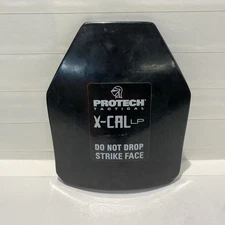 PROTECH
TACTICAL
X-CAL LP
DO NOT DROP
STRIKE FACE